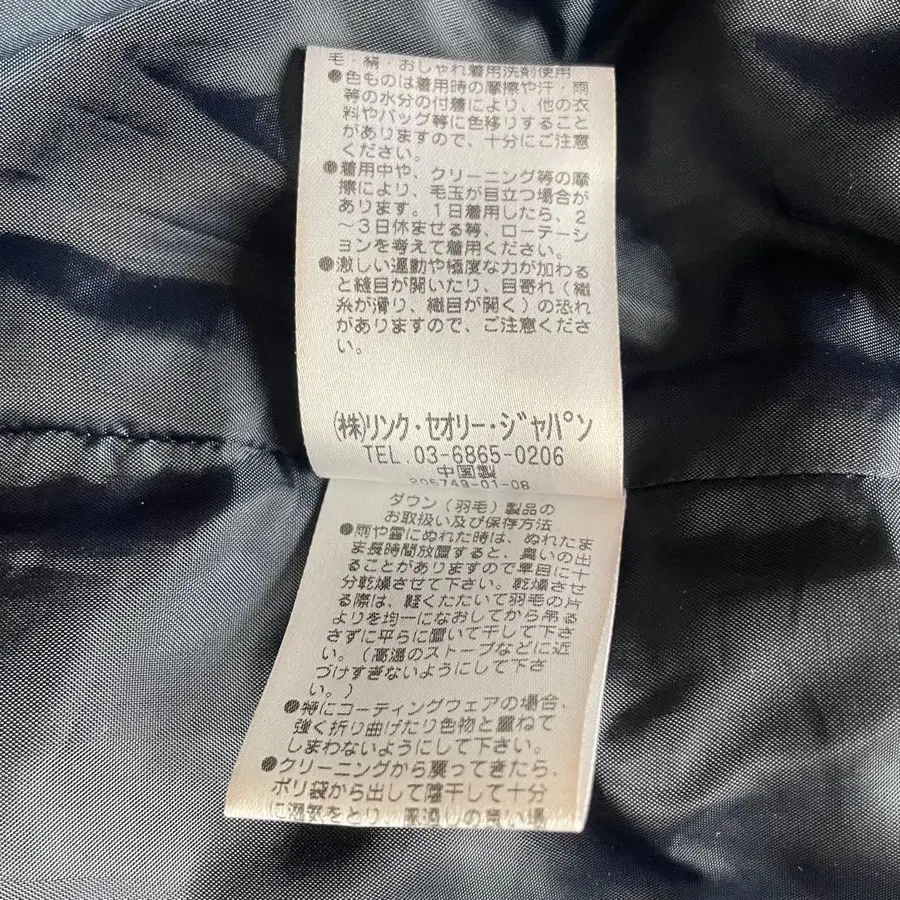 毛・絹・おしゃれ着用洗剤使用
●色ものは着用時の摩擦や汗・雨
等の水分の付着により、他の衣
料やバッグ等に色移りすること
がありますので、十分にご注意
ください。
●着用中や、クリーニング等の摩
擦により、毛玉が目立つ場合が
あります。1日着用したら、2
～3日休ませる等、ローテーシ
ョンを考えて着用ください。
●激しい運動や極度な力が加わる
と縫目が開いたり、目寄れ(織
糸が滑り、織目が開く)の恐れ
がありますので、ご注意くださ
い。
(株)リンク・セオリー・ジャパン
TEL.03-6865-0206
中国製
206749-01-08
ダウン(羽毛)製品の
お取扱い及び保存方法
●雨や雪にぬれた時は、ぬれたま
ま長時間放置すると、臭いの出
ることがありますので早目に十
分乾燥させて下さい。乾燥させ
る際は、軽くたたいて羽毛の片
よりを均一になおしてから吊る
さずに平らに置いて干して下さ
い。(高温のストーブなどに近
づけすぎないようにして下さ
い。)
●特にコーティングウェアの場合、
強く折り曲げたり色物と重ねて
しまわないようにして下さい。
●クリーニングから戻ってきたら、
ポリ袋から出して陰干して十分
に湿気をとり、風通しの良い場